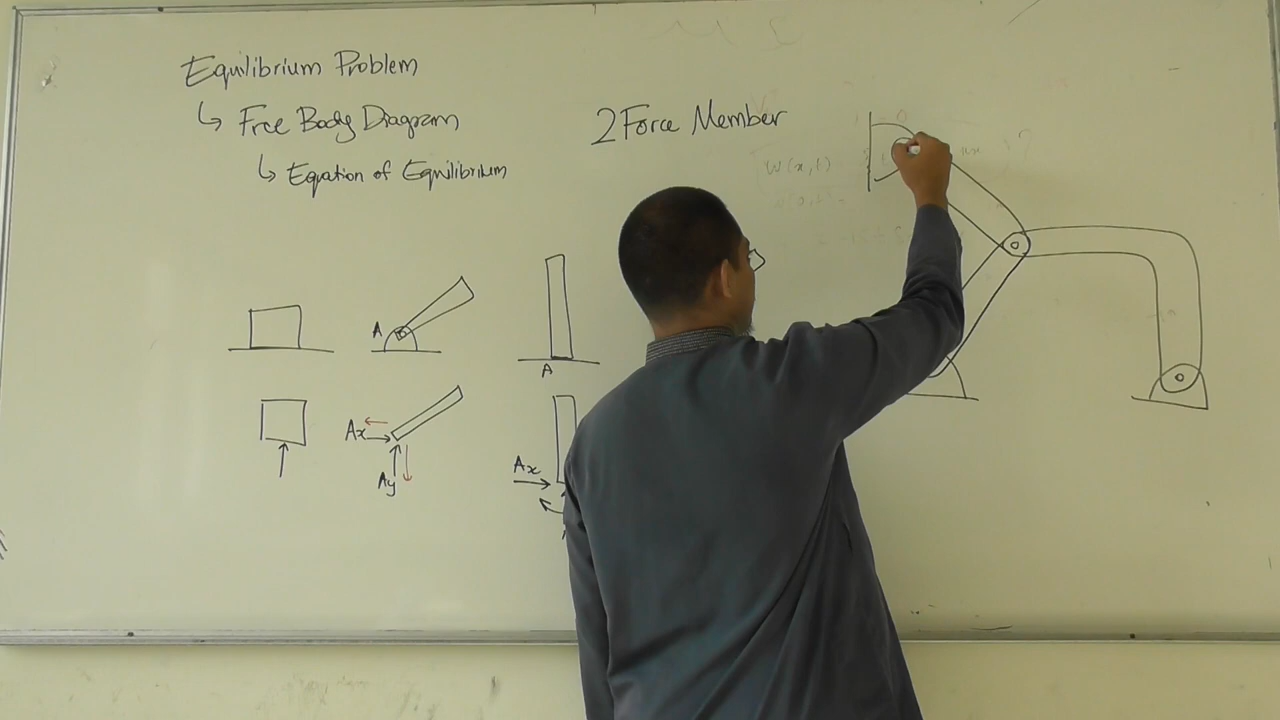 Equilibrium Problem
↳ Free Body Diagram
↳ Equation of Equilibrium
2 Force Member
W(x,t)
A
A
Ax
Ay
Ax